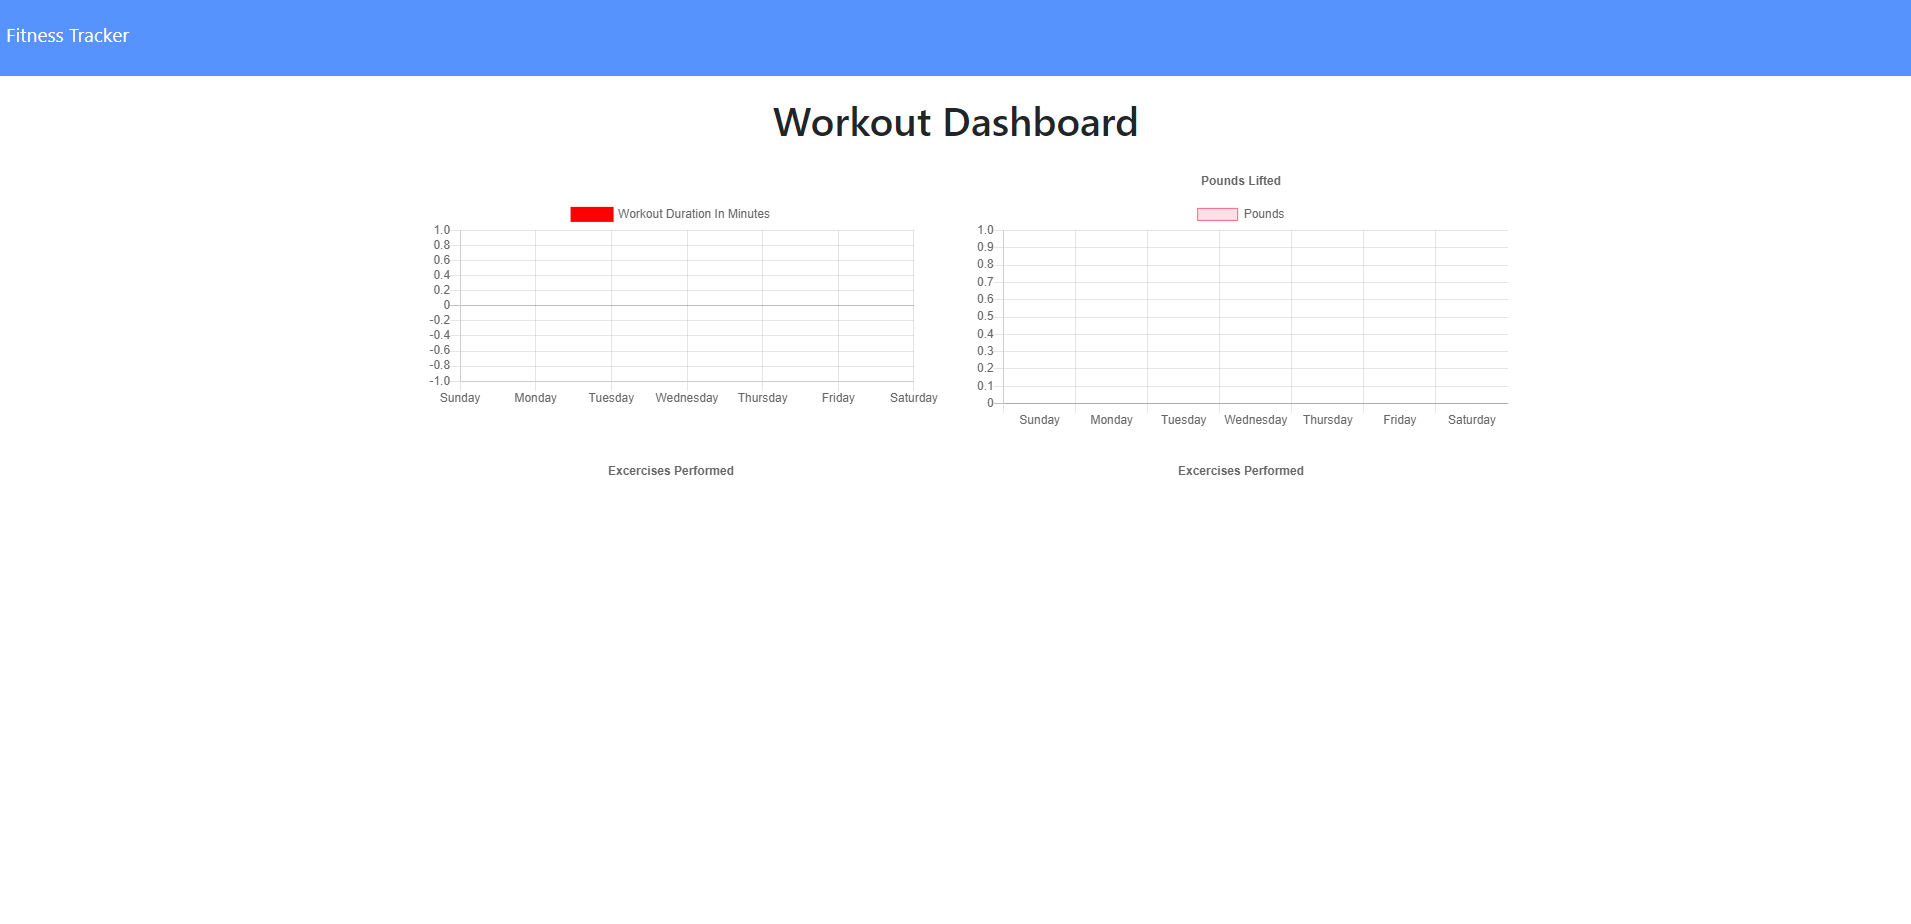 Fitness Tracker
Workout Dashboard
Workout Duration In Minutes
1.0
0.8
0.6
0.4
0.2
0
-0.2
-0.4
-0.6
-0.8
-1.0
Sunday Monday Tuesday Wednesday Thursday Friday Saturday
Pounds Lifted
Pounds
1.0
0.9
0.8
0.7
0.6
0.5
0.4
0.3
0.2
0.1
0
Sunday Monday Tuesday Wednesday Thursday Friday Saturday
Excercises Performed
Excercises Performed